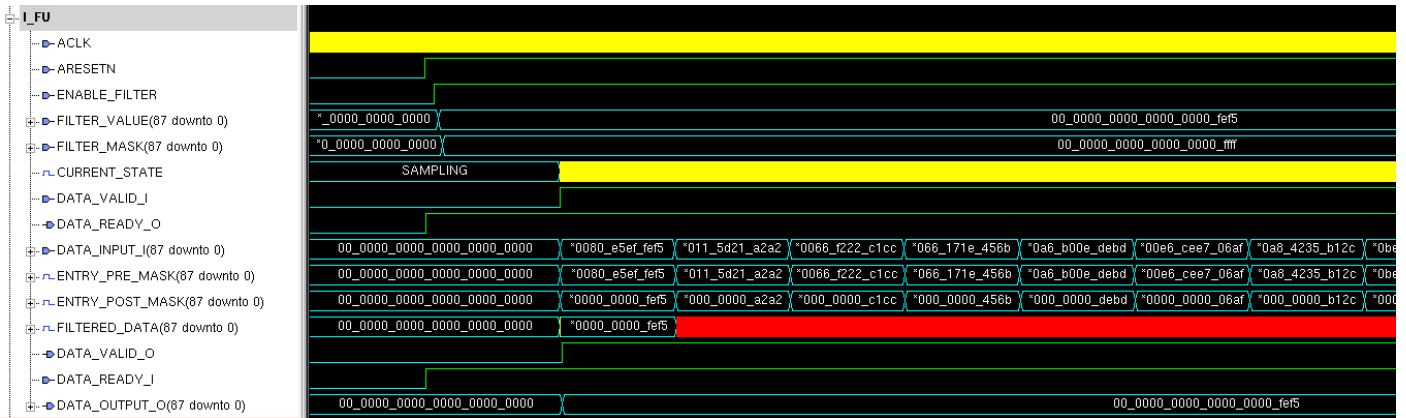 I_FU
ACLK
ARESETN
ENABLE_FILTER
FILTER_VALUE(87 downto 0) *_0000_0000_0000 00_0000_0000_0000_0000_fef5
FILTER_MASK(87 downto 0) *0_0000_0000_0000 00_0000_0000_0000_0000_ffff
CURRENT_STATE SAMPLING
DATA_VALID_I
DATA_READY_O
DATA_INPUT_I(87 downto 0) 00_0000_0000_0000_0000_0000 *0080_e5ef_fef5 *011_5d21_a2a2 *0066_f222_c1cc *066_171e_456b *0a6_b00e_debd *00e6_cee7_06af *0a8_4235_b12c *0be
ENTRY_PRE_MASK(87 downto 0) 00_0000_0000_0000_0000_0000 *0080_e5ef_fef5 *011_5d21_a2a2 *0066_f222_c1cc *066_171e_456b *0a6_b00e_debd *00e6_cee7_06af *0a8_4235_b12c *0be
ENTRY_POST_MASK(87 downto 0) 00_0000_0000_0000_0000_0000 *0000_0000_fef5 *000_0000_a2a2 *000_0000_c1cc *000_0000_456b *000_0000_debd *0000_0000_06af *000_0000_b12c *000
FILTERED_DATA(87 downto 0) 00_0000_0000_0000_0000_0000 *0000_0000_fef5
DATA_VALID_O
DATA_READY_I
DATA_OUTPUT_O(87 downto 0) 00_0000_0000_0000_0000_0000 00_0000_0000_0000_0000_fef5